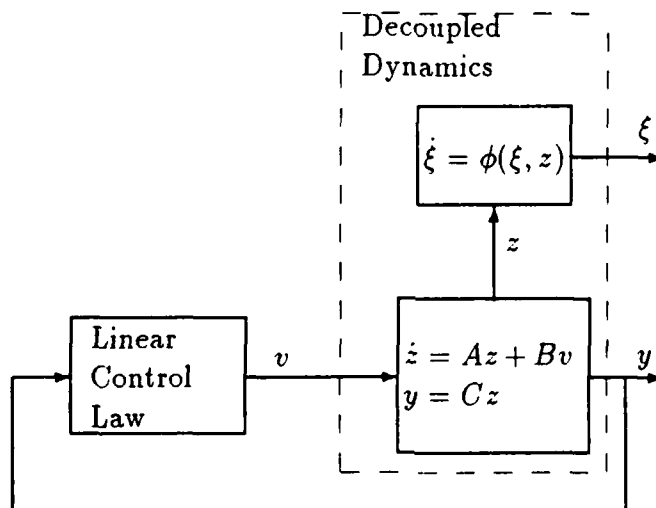 Decoupled
Dynamics
ξ
ξ̇ = ϕ(ξ, z)
z
Linear
Control
Law
v
ż = Az + Bv
y = Cz
y